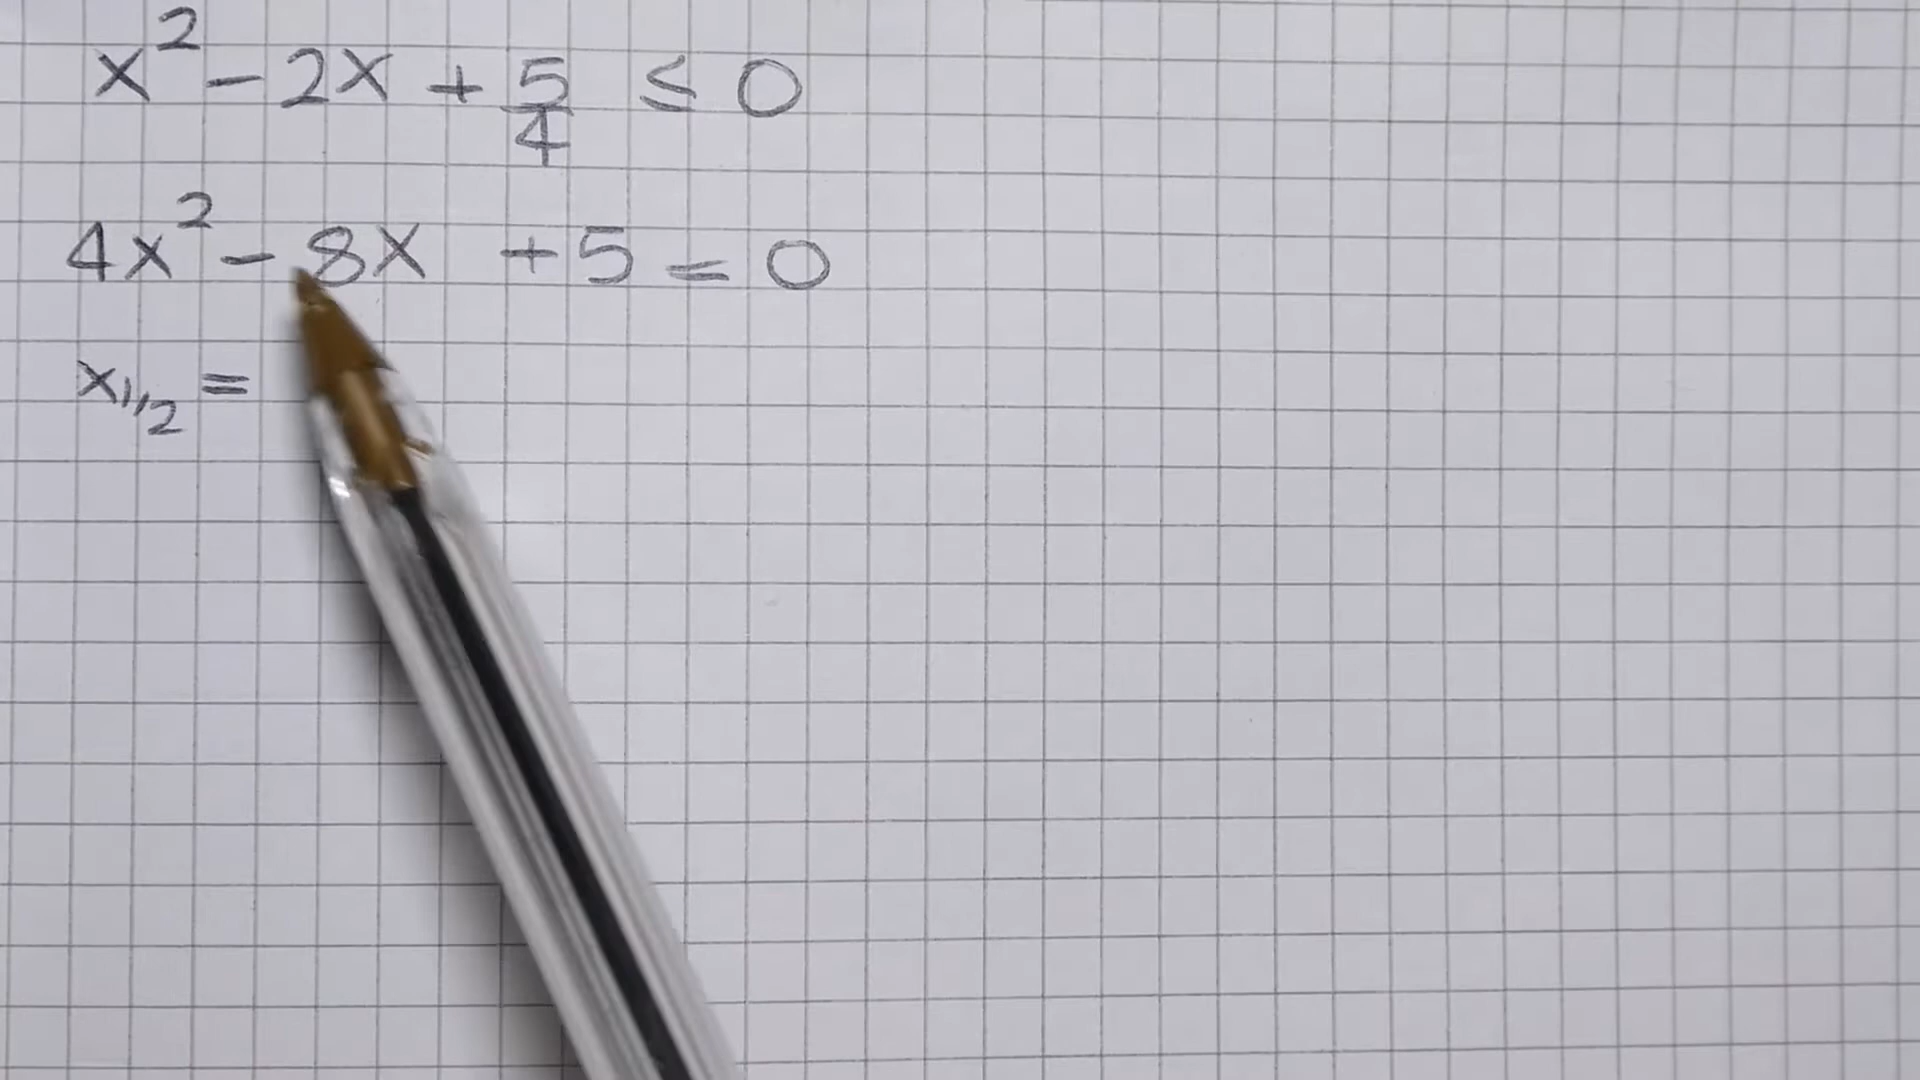 x² - 2x + 5/4 ≤ 0
4x² - 8x + 5 = 0
x₁/₂ =